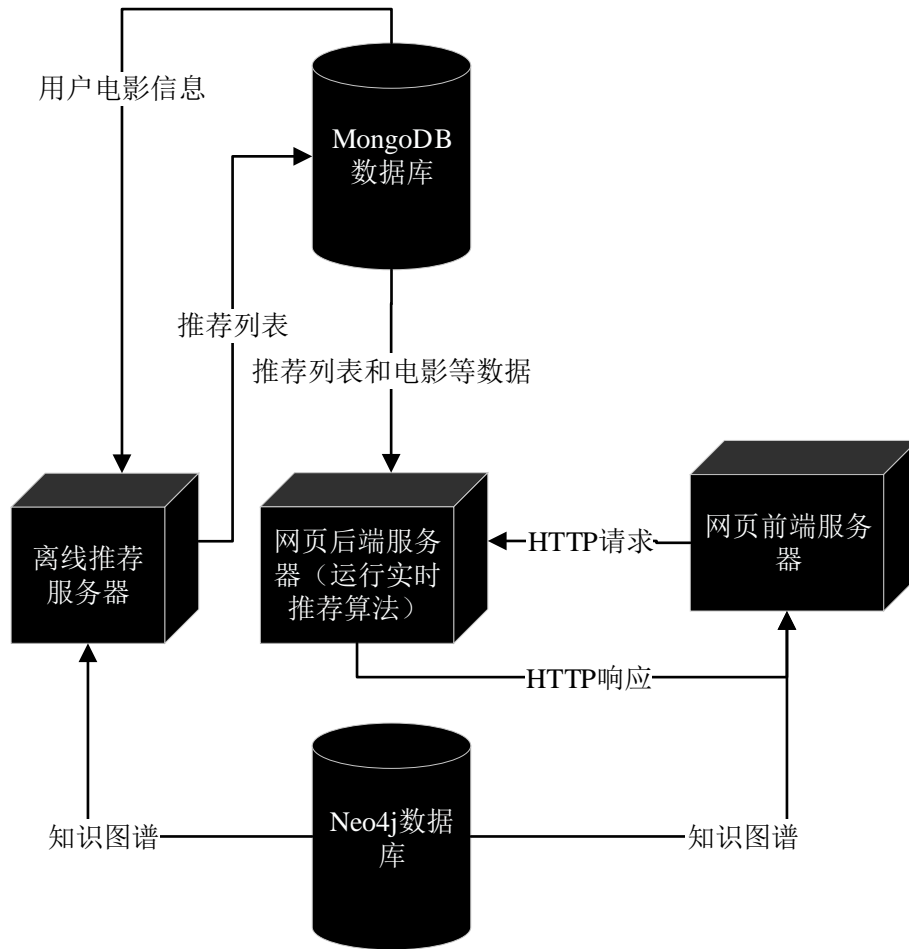 用户电影信息
MongoDB
数据库
推荐列表
推荐列表和电影等数据
离线推荐
服务器
网页后端服务
器（运行实时
推荐算法）
HTTP请求
网页前端服务
器
HTTP响应
知识图谱
Neo4j数据
库
知识图谱